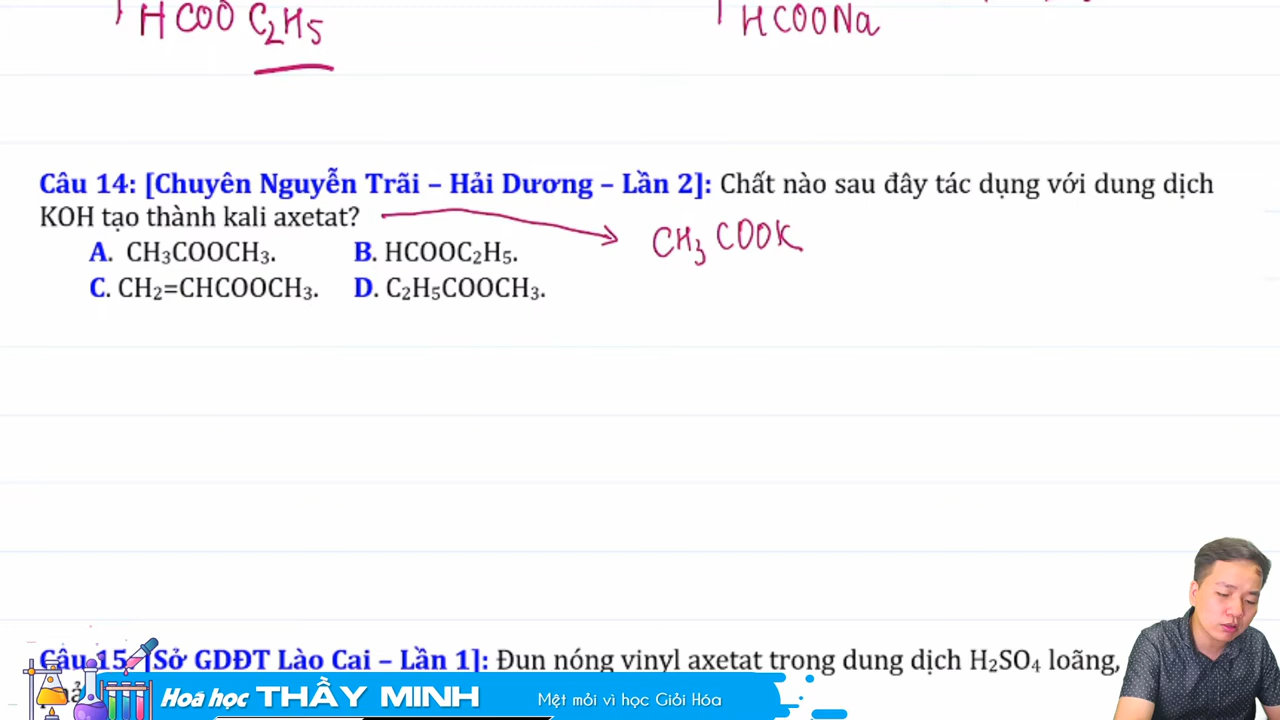 HCOO C2H5
HCOONa
Câu 14: [Chuyên Nguyễn Trãi – Hải Dương – Lần 2]: Chất nào sau đây tác dụng với dung dịch
KOH tạo thành kali axetat?
CH3COOK
A. CH3COOCH3. B. HCOOC2H5.
C. CH2=CHCOOCH3. D. C2H5COOCH3.
Câu 15. [Sở GDĐT Lào Cai – Lần 1]: Đun nóng vinyl axetat trong dung dịch H2SO4 loãng,
Hoá học THẦY MINH
Mệt mỏi vì học Giỏi Hóa